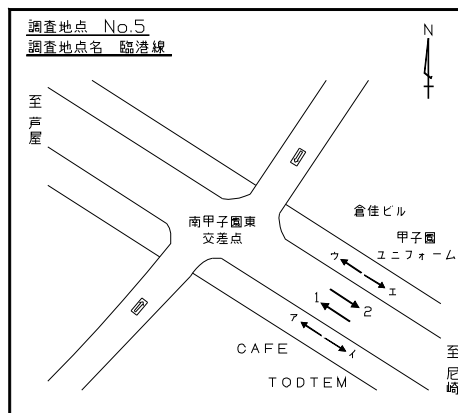 調査地点 No.5
調査地点名 臨港線
N
至芦屋
南甲子園東
交差点
倉佳ビル
甲子園
ユニフォーム
ウ
エ
1
2
ア
イ
CAFE
TODTEM
至尼崎